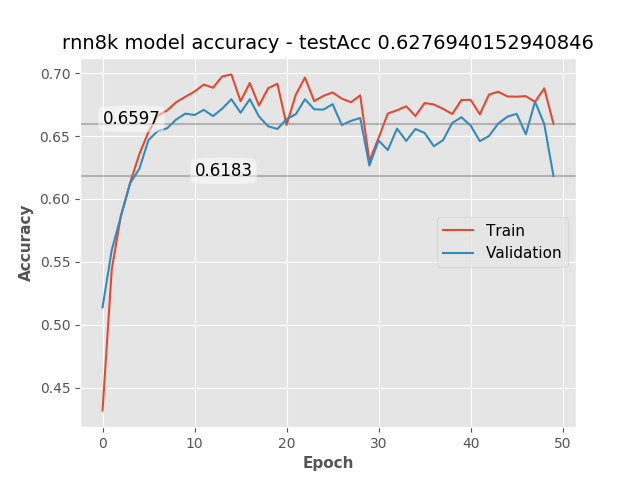 rnn8k model accuracy - testAcc 0.6276940152940846
0.70
0.65
0.60
0.55
0.50
0.45
Accuracy
0.6597
0.6183
Train
Validation
0 10 20 30 40 50
Epoch